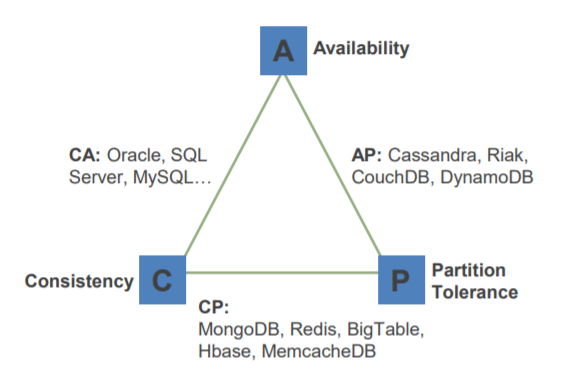 A
Availability
CA: Oracle, SQL
Server, MySQL...
AP: Cassandra, Riak,
CouchDB, DynamoDB
Consistency
C
P
Partition
Tolerance
CP:
MongoDB, Redis, BigTable,
Hbase, MemcacheDB